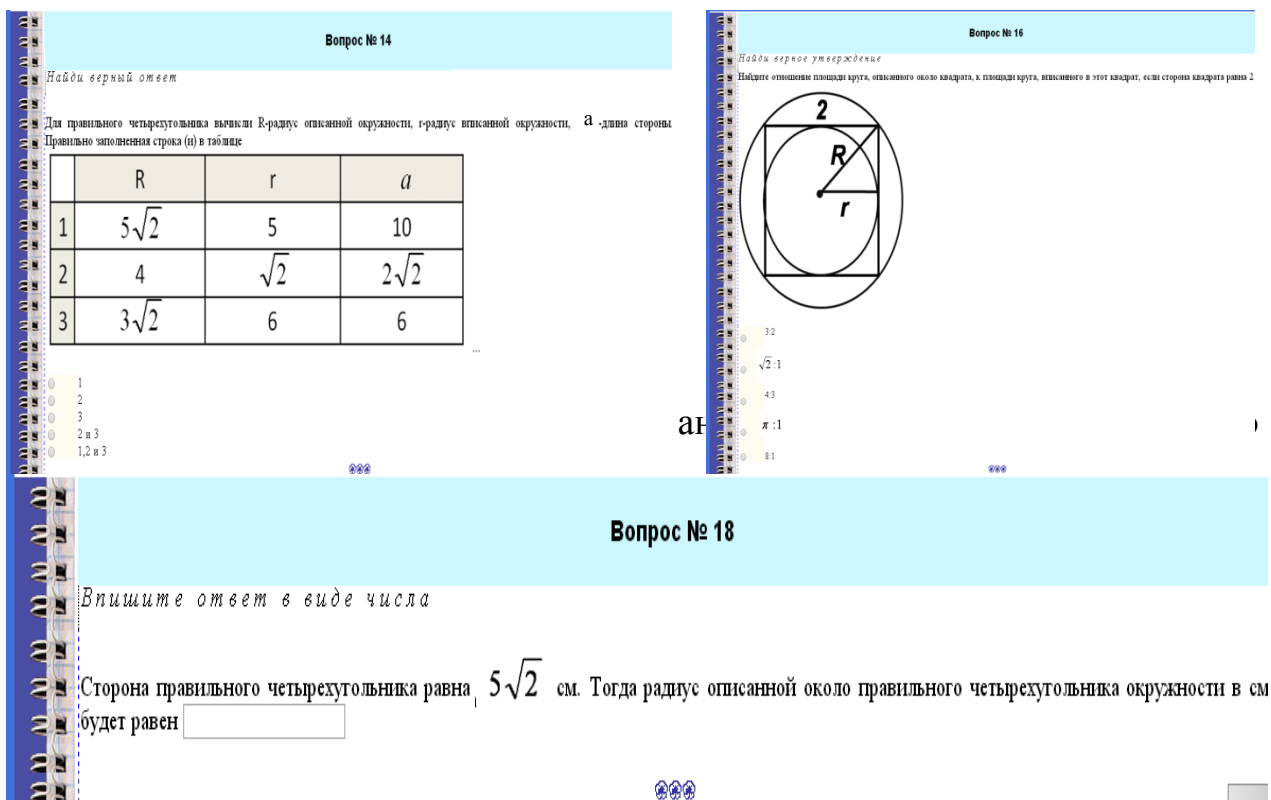 Вопрос № 14
Найди верный ответ
Для правильного четырехугольника вычисли R-радиус описанной окружности, r-радиус вписанной окружности, а -длина стороны
Правильно заполненная строка (и) в таблице
R r a
1 5√2 5 10
2 4 √2 2√2
3 3√2 6 6
...
1
2
3
2 и 3
1,2 и 3
Вопрос № 16
Найди верное утверждение
Найдите отношение площади круга, описанного около квадрата, к площади круга, вписанного в этот квадрат, если сторона квадрата равна 2
2
R
r
3:2
√2 :1
4:3
π :1
ан
Вопрос № 18
Впишите ответ в виде числа
Сторона правильного четырехугольника равна 5√2 см. Тогда радиус описанной около правильного четырехугольника окружности в см
будет равен